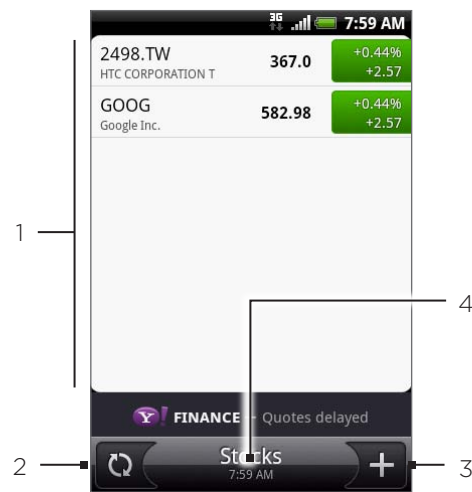 3G 7:59 AM
2498.TW 367.0 +0.44%
HTC CORPORATION T +2.57
GOOG 582.98 +0.44%
Google Inc. +2.57
1
4
Y! FINANCE - Quotes delayed
2 Stocks 3
7:59 AM